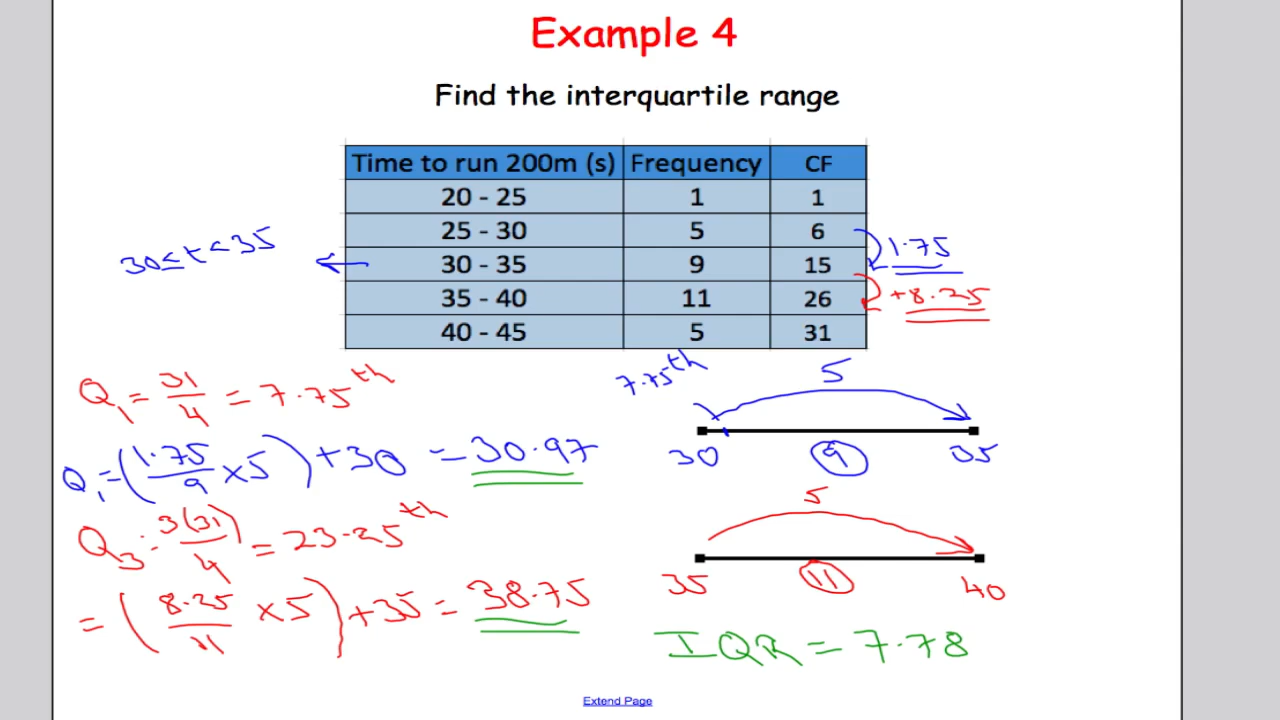 Example 4
Find the interquartile range
Time to run 200m (s) Frequency CF
20 - 25 1 1
25 - 30 5 6
30 - 35 9 15
35 - 40 11 26
40 - 45 5 31
30≤t<35
1.75
+8.25
Q1 = 31/4 = 7.75th
Q1 = (1.75/9 ×5) +30 = 30.97
Q3 = 3(31)/4 = 23.25th
= (8.25/11 ×5) +35 = 38.75
7.75th
5
30 9 35
5
35 11 40
IQR = 7.78
Extend Page